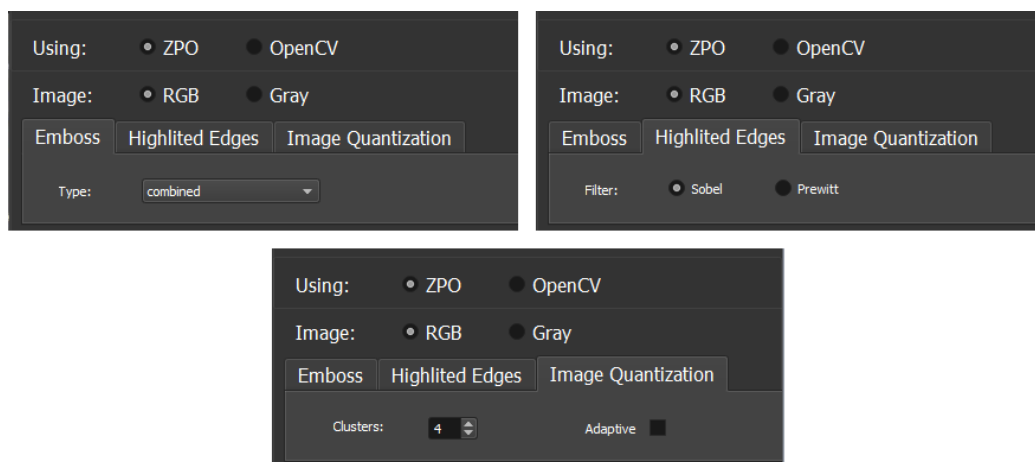 Using: ZPO OpenCV
Image: RGB Gray
Emboss Highlited Edges Image Quantization
Type: combined
Using: ZPO OpenCV
Image: RGB Gray
Emboss Highlited Edges Image Quantization
Filter: Sobel Prewitt
Using: ZPO OpenCV
Image: RGB Gray
Emboss Highlited Edges Image Quantization
Clusters: 4 Adaptive